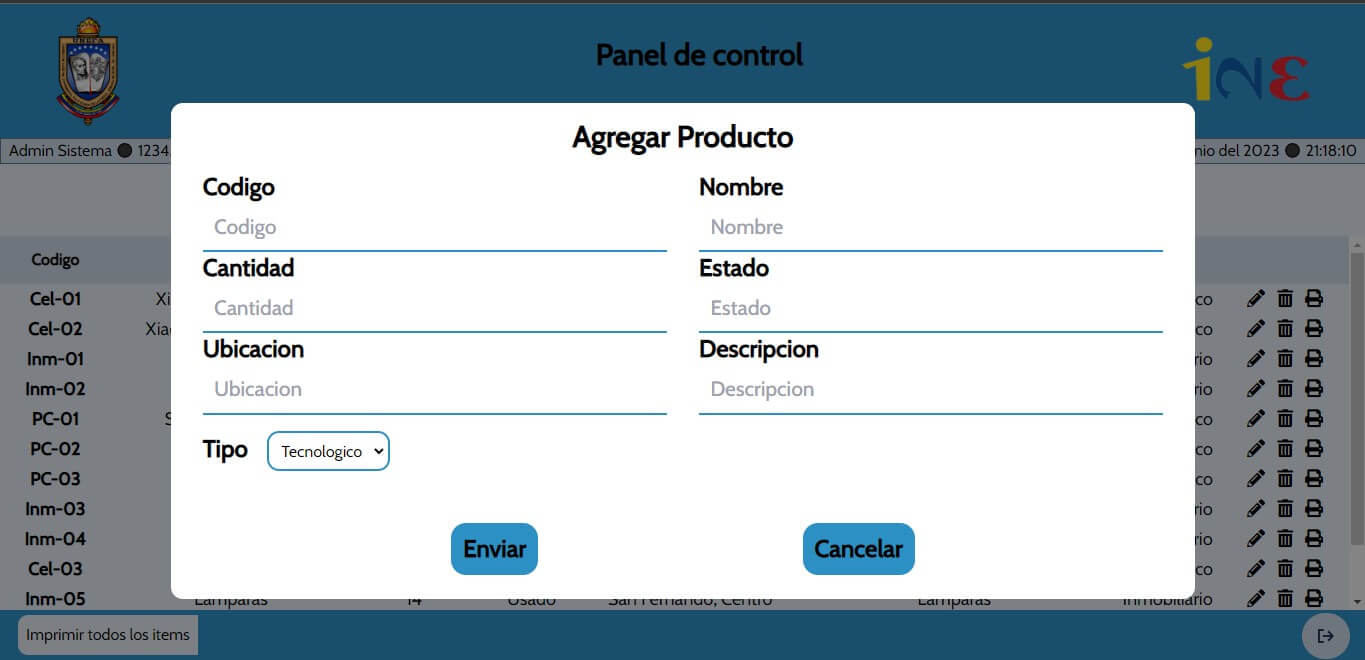 Panel de control
ine
Admin Sistema 1234
nio del 2023 21:18:10
Agregar Producto
Codigo Nombre
Codigo Nombre
Cantidad Estado
Cantidad Estado
Ubicacion Descripcion
Ubicacion Descripcion
Tipo Tecnologico
Enviar Cancelar
Codigo
Cel-01 Xi co
Cel-02 Xia co
Inm-01 rio
Inm-02 rio
PC-01 S co
PC-02 co
PC-03 co
Inm-03 rio
Inm-04 rio
Cel-03 co
Inm-05 Lamparas 14 Usado San Fernando, Centro Lamparas Inmobiliario
Imprimir todos los items